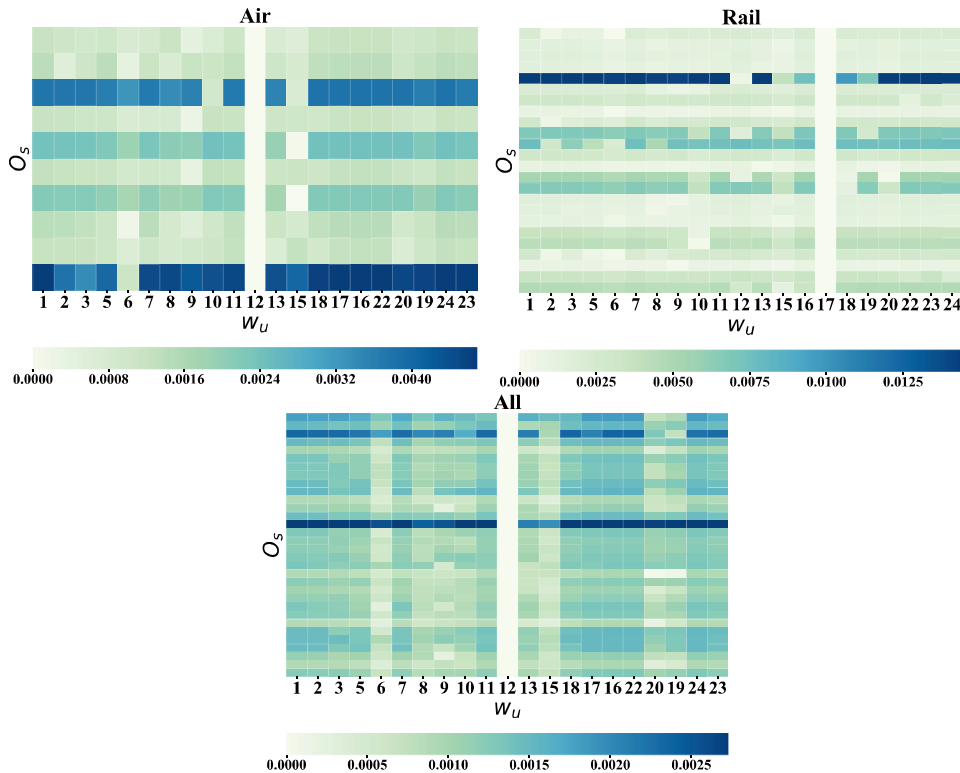 Air
O_s
1 2 3 5 6 7 8 9 10 11 12 13 15 18 17 16 22 20 19 24 23
w_u
0.0000 0.0008 0.0016 0.0024 0.0032 0.0040
Rail
O_s
1 2 3 5 6 7 8 9 10 11 12 13 15 16 17 18 19 20 22 23 24
w_u
0.0000 0.0025 0.0050 0.0075 0.0100 0.0125
All
O_s
1 2 3 5 6 7 8 9 10 11 12 13 15 18 17 16 22 20 19 24 23
w_u
0.0000 0.0005 0.0010 0.0015 0.0020 0.0025